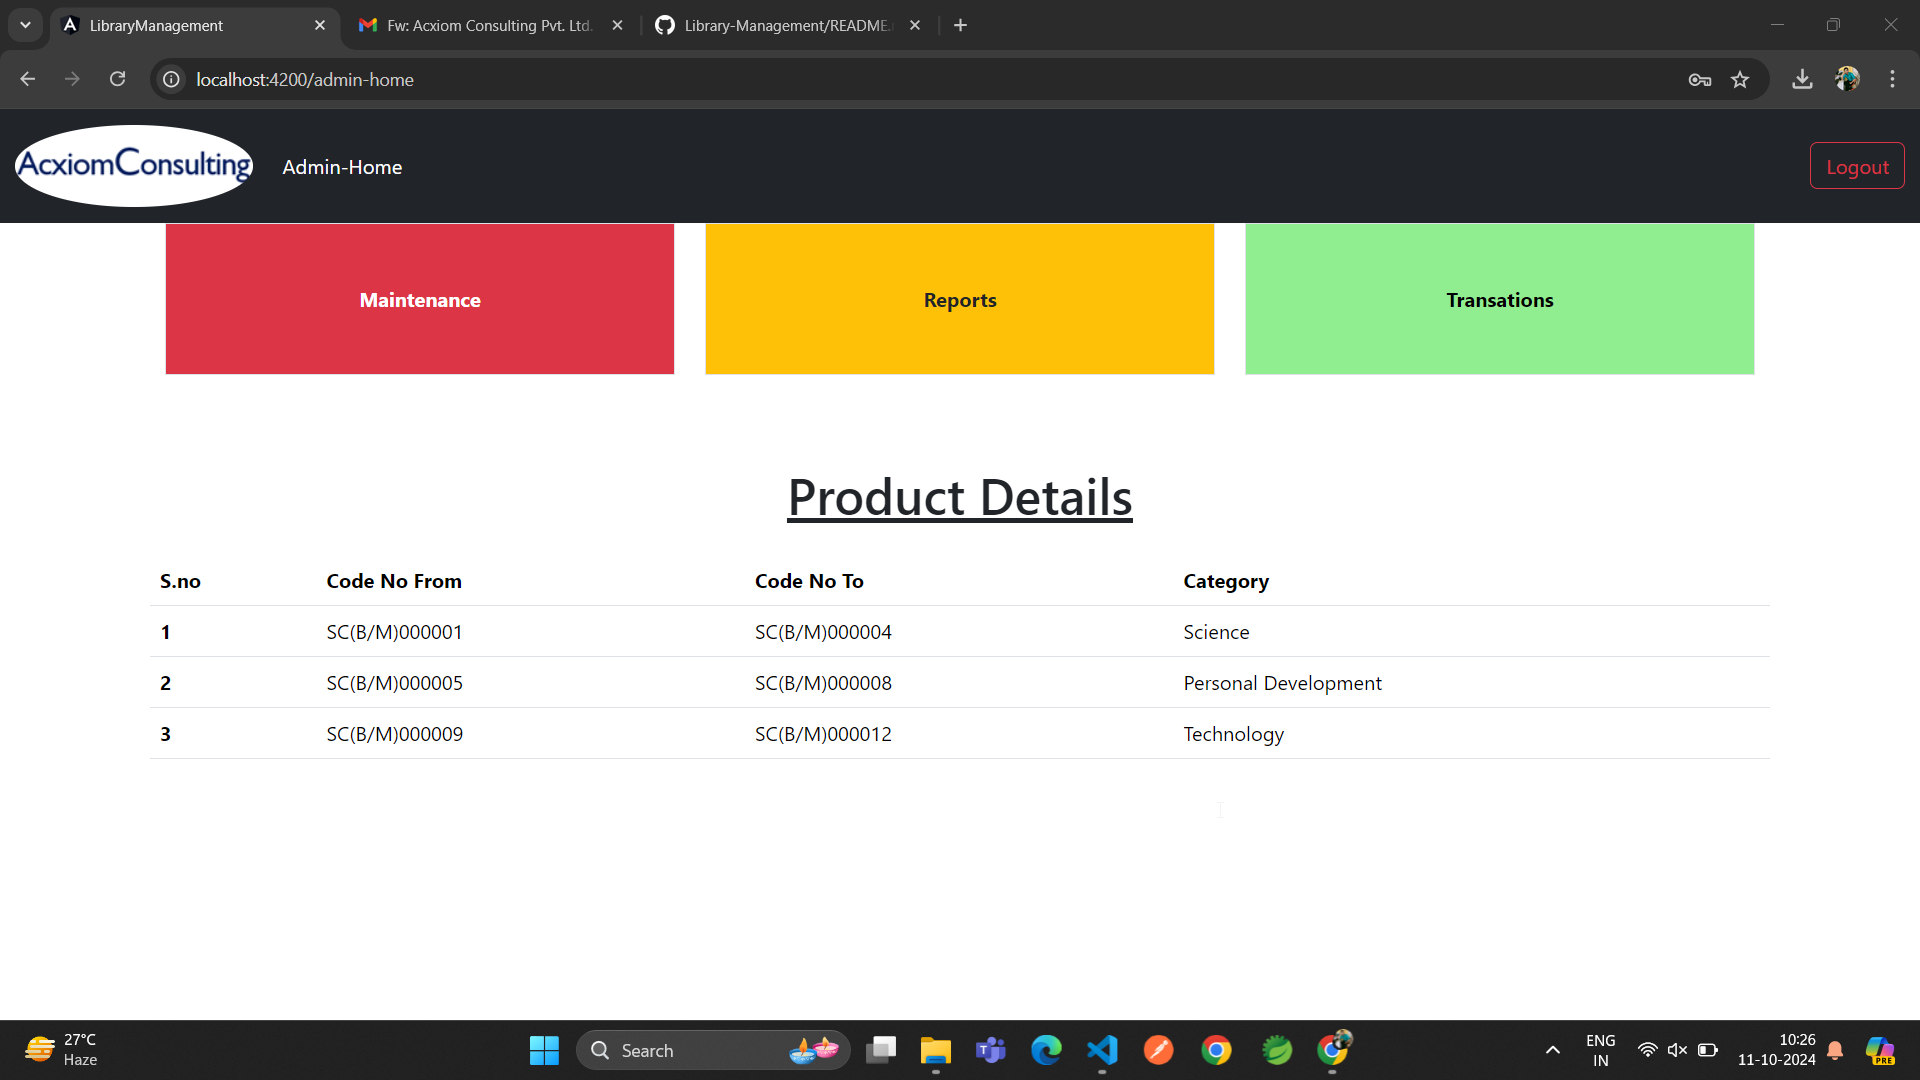 LibraryManagement
Fw: Acxiom Consulting Pvt. Ltd.
Library-Management/README.
localhost:4200/admin-home
AcxiomConsulting
Admin-Home
Logout
Maintenance
Reports
Transations
Product Details
S.no Code No From Code No To Category
1 SC(B/M)000001 SC(B/M)000004 Science
2 SC(B/M)000005 SC(B/M)000008 Personal Development
3 SC(B/M)000009 SC(B/M)000012 Technology
27°C
Haze
Search
ENG
IN
10:26
11-10-2024
PRE